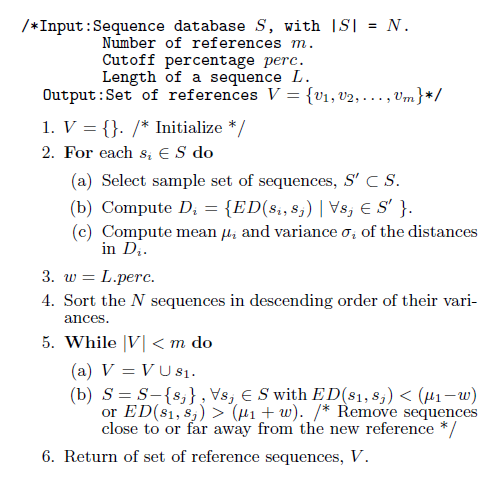 /*Input:Sequence database S, with |S| = N.
Number of references m.
Cutoff percentage perc.
Length of a sequence L.
Output:Set of references V = {v₁, v₂, . . . , vₘ}*/
1. V = {}. /* Initialize */
2. For each sᵢ ∈ S do
(a) Select sample set of sequences, S′ ⊂ S.
(b) Compute Dᵢ = {ED(sᵢ, sⱼ) | ∀sⱼ ∈ S′ }.
(c) Compute mean μᵢ and variance σᵢ of the distances
in Dᵢ.
3. w = L.perc.
4. Sort the N sequences in descending order of their vari-
ances.
5. While |V| < m do
(a) V = V ∪ s₁.
(b) S = S−{sⱼ} , ∀sⱼ ∈ S with ED(s₁, sⱼ) < (μ₁−w)
or ED(s₁, sⱼ) > (μ₁ + w). /* Remove sequences
close to or far away from the new reference */
6. Return of set of reference sequences, V.